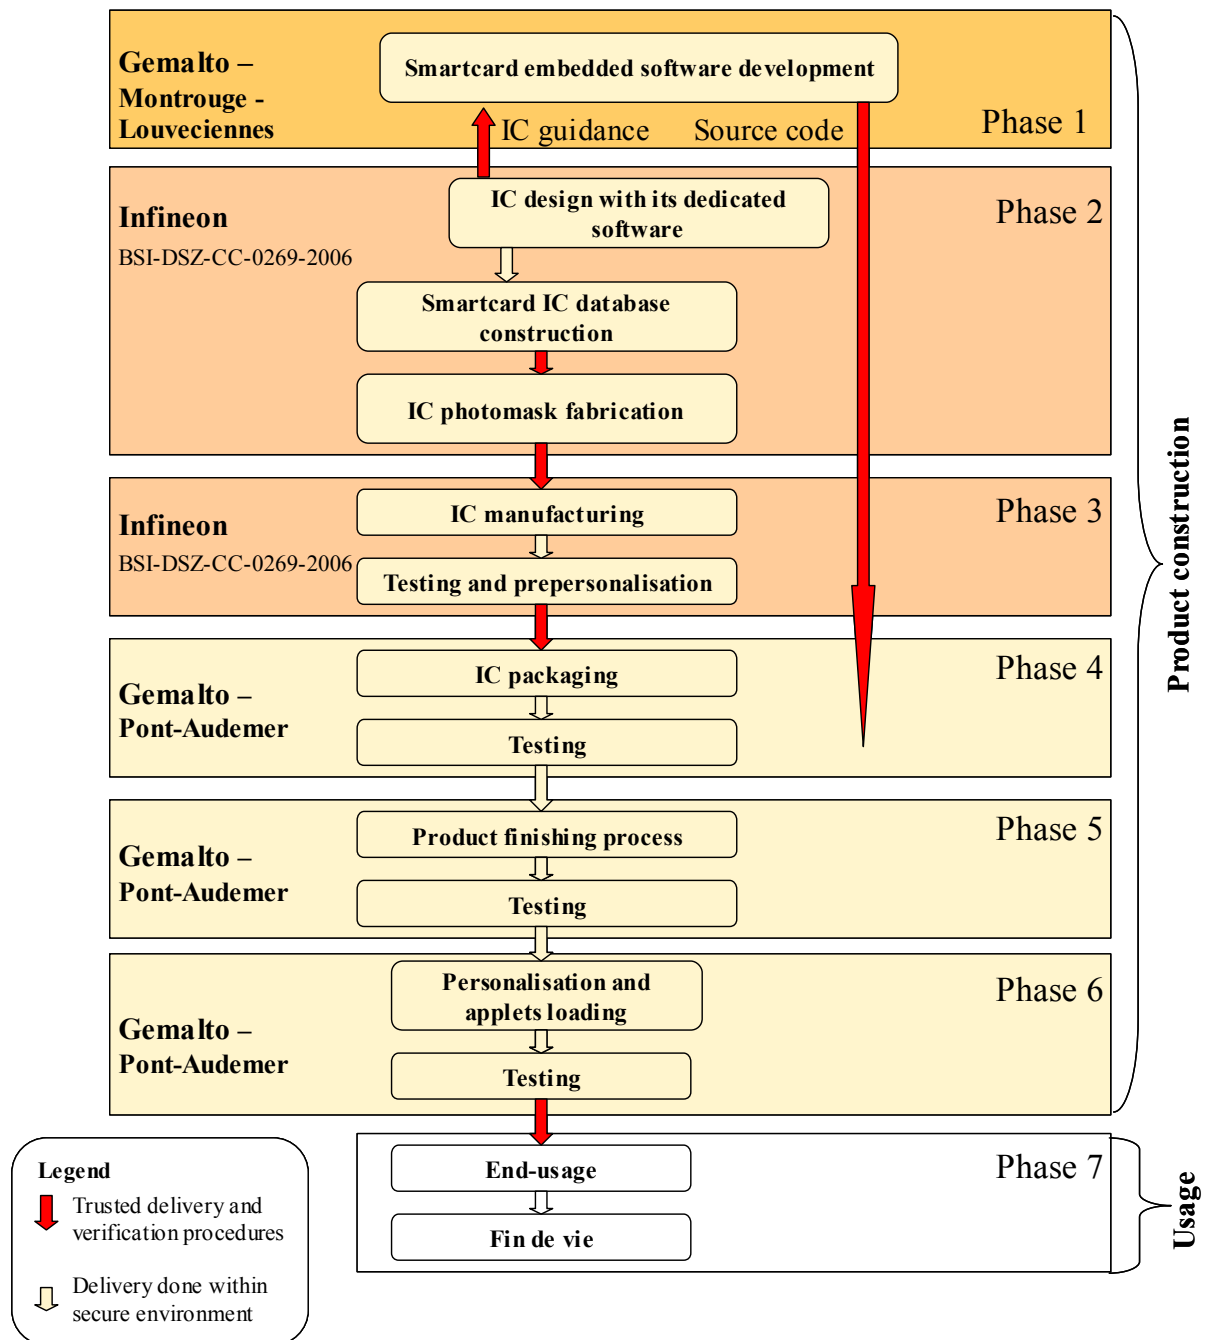 Gemalto –
Montrouge -
Louveciennes
Smartcard embedded software development
IC guidance
Source code
Phase 1
Infineon
BSI-DSZ-CC-0269-2006
IC design with its dedicated
software
Phase 2
Smartcard IC database
construction
IC photomask fabrication
Infineon
BSI-DSZ-CC-0269-2006
IC manufacturing
Phase 3
Testing and prepersonalisation
Gemalto –
Pont-Audemer
IC packaging
Phase 4
Testing
Gemalto –
Pont-Audemer
Product finishing process
Phase 5
Testing
Gemalto –
Pont-Audemer
Personalisation and
applets loading
Phase 6
Testing
Product construction
End-usage
Phase 7
Fin de vie
Usage
Legend
Trusted delivery and
verification procedures
Delivery done within
secure environment